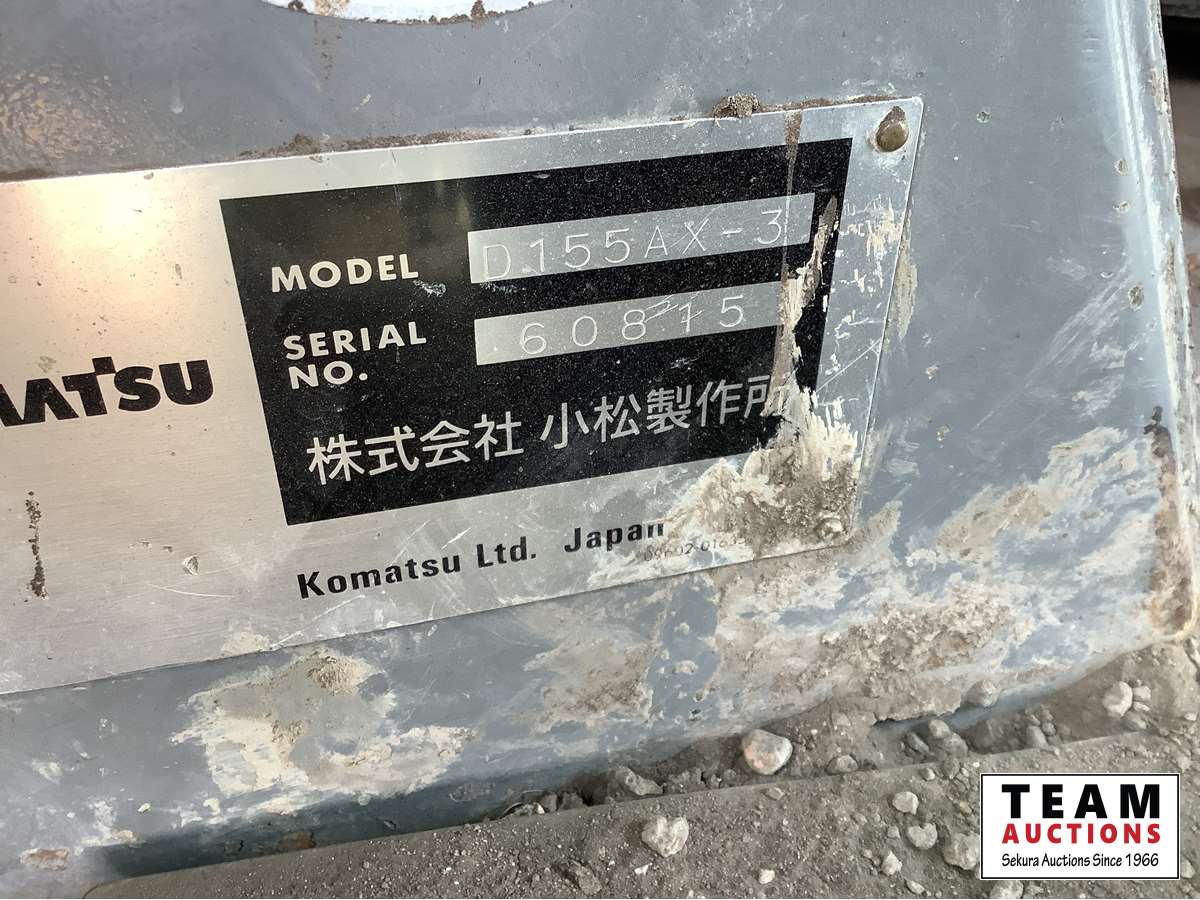 MODEL D155AX-3
SERIAL NO. 60815
KOMATSU
株式会社 小松製作所
Komatsu Ltd. Japan
TEAM
AUCTIONS
Sekura Auctions Since 1966